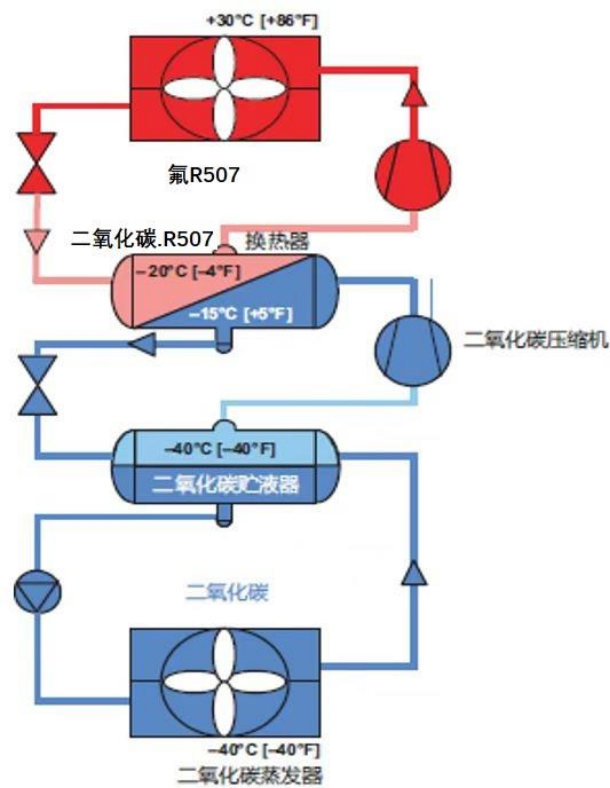 +30°C [+86°F]
氟R507
二氧化碳.R507
换热器
–20°C [–4°F]
–15°C [+5°F]
二氧化碳压缩机
–40°C [–40°F]
二氧化碳贮液器
二氧化碳
–40°C [–40°F]
二氧化碳蒸发器